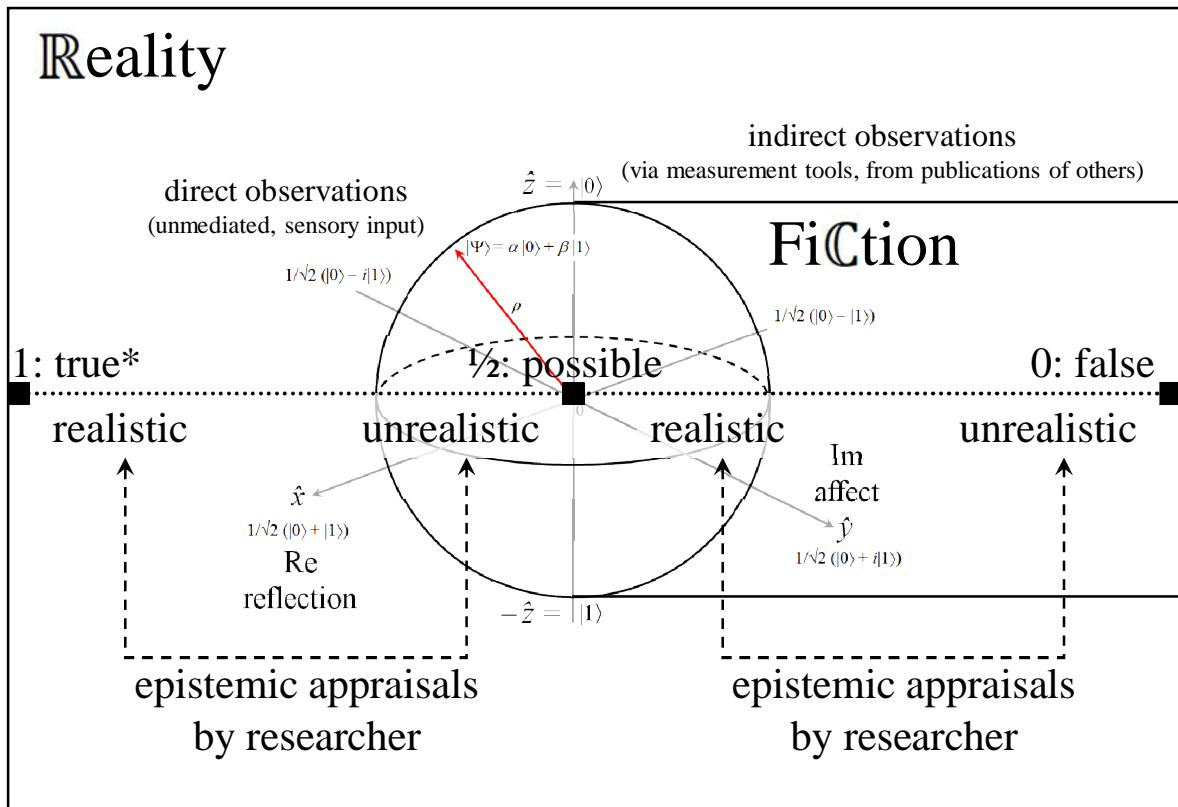 ℝeality
indirect observations
(via measurement tools, from publications of others)
direct observations
(unmediated, sensory input)
ẑ = |0⟩
Fiℂtion
|Ψ⟩ = α |0⟩ + β |1⟩
1/√2 (|0⟩ – i|1⟩)
ρ
1/√2 (|0⟩ – |1⟩)
1: true*
½: possible
0: false
0
realistic
unrealistic
realistic
unrealistic
Im
affect
x̂
ŷ
1/√2 (|0⟩ + |1⟩)
1/√2 (|0⟩ + i|1⟩)
Re
reflection
–ẑ = |1⟩
epistemic appraisals
by researcher
epistemic appraisals
by researcher